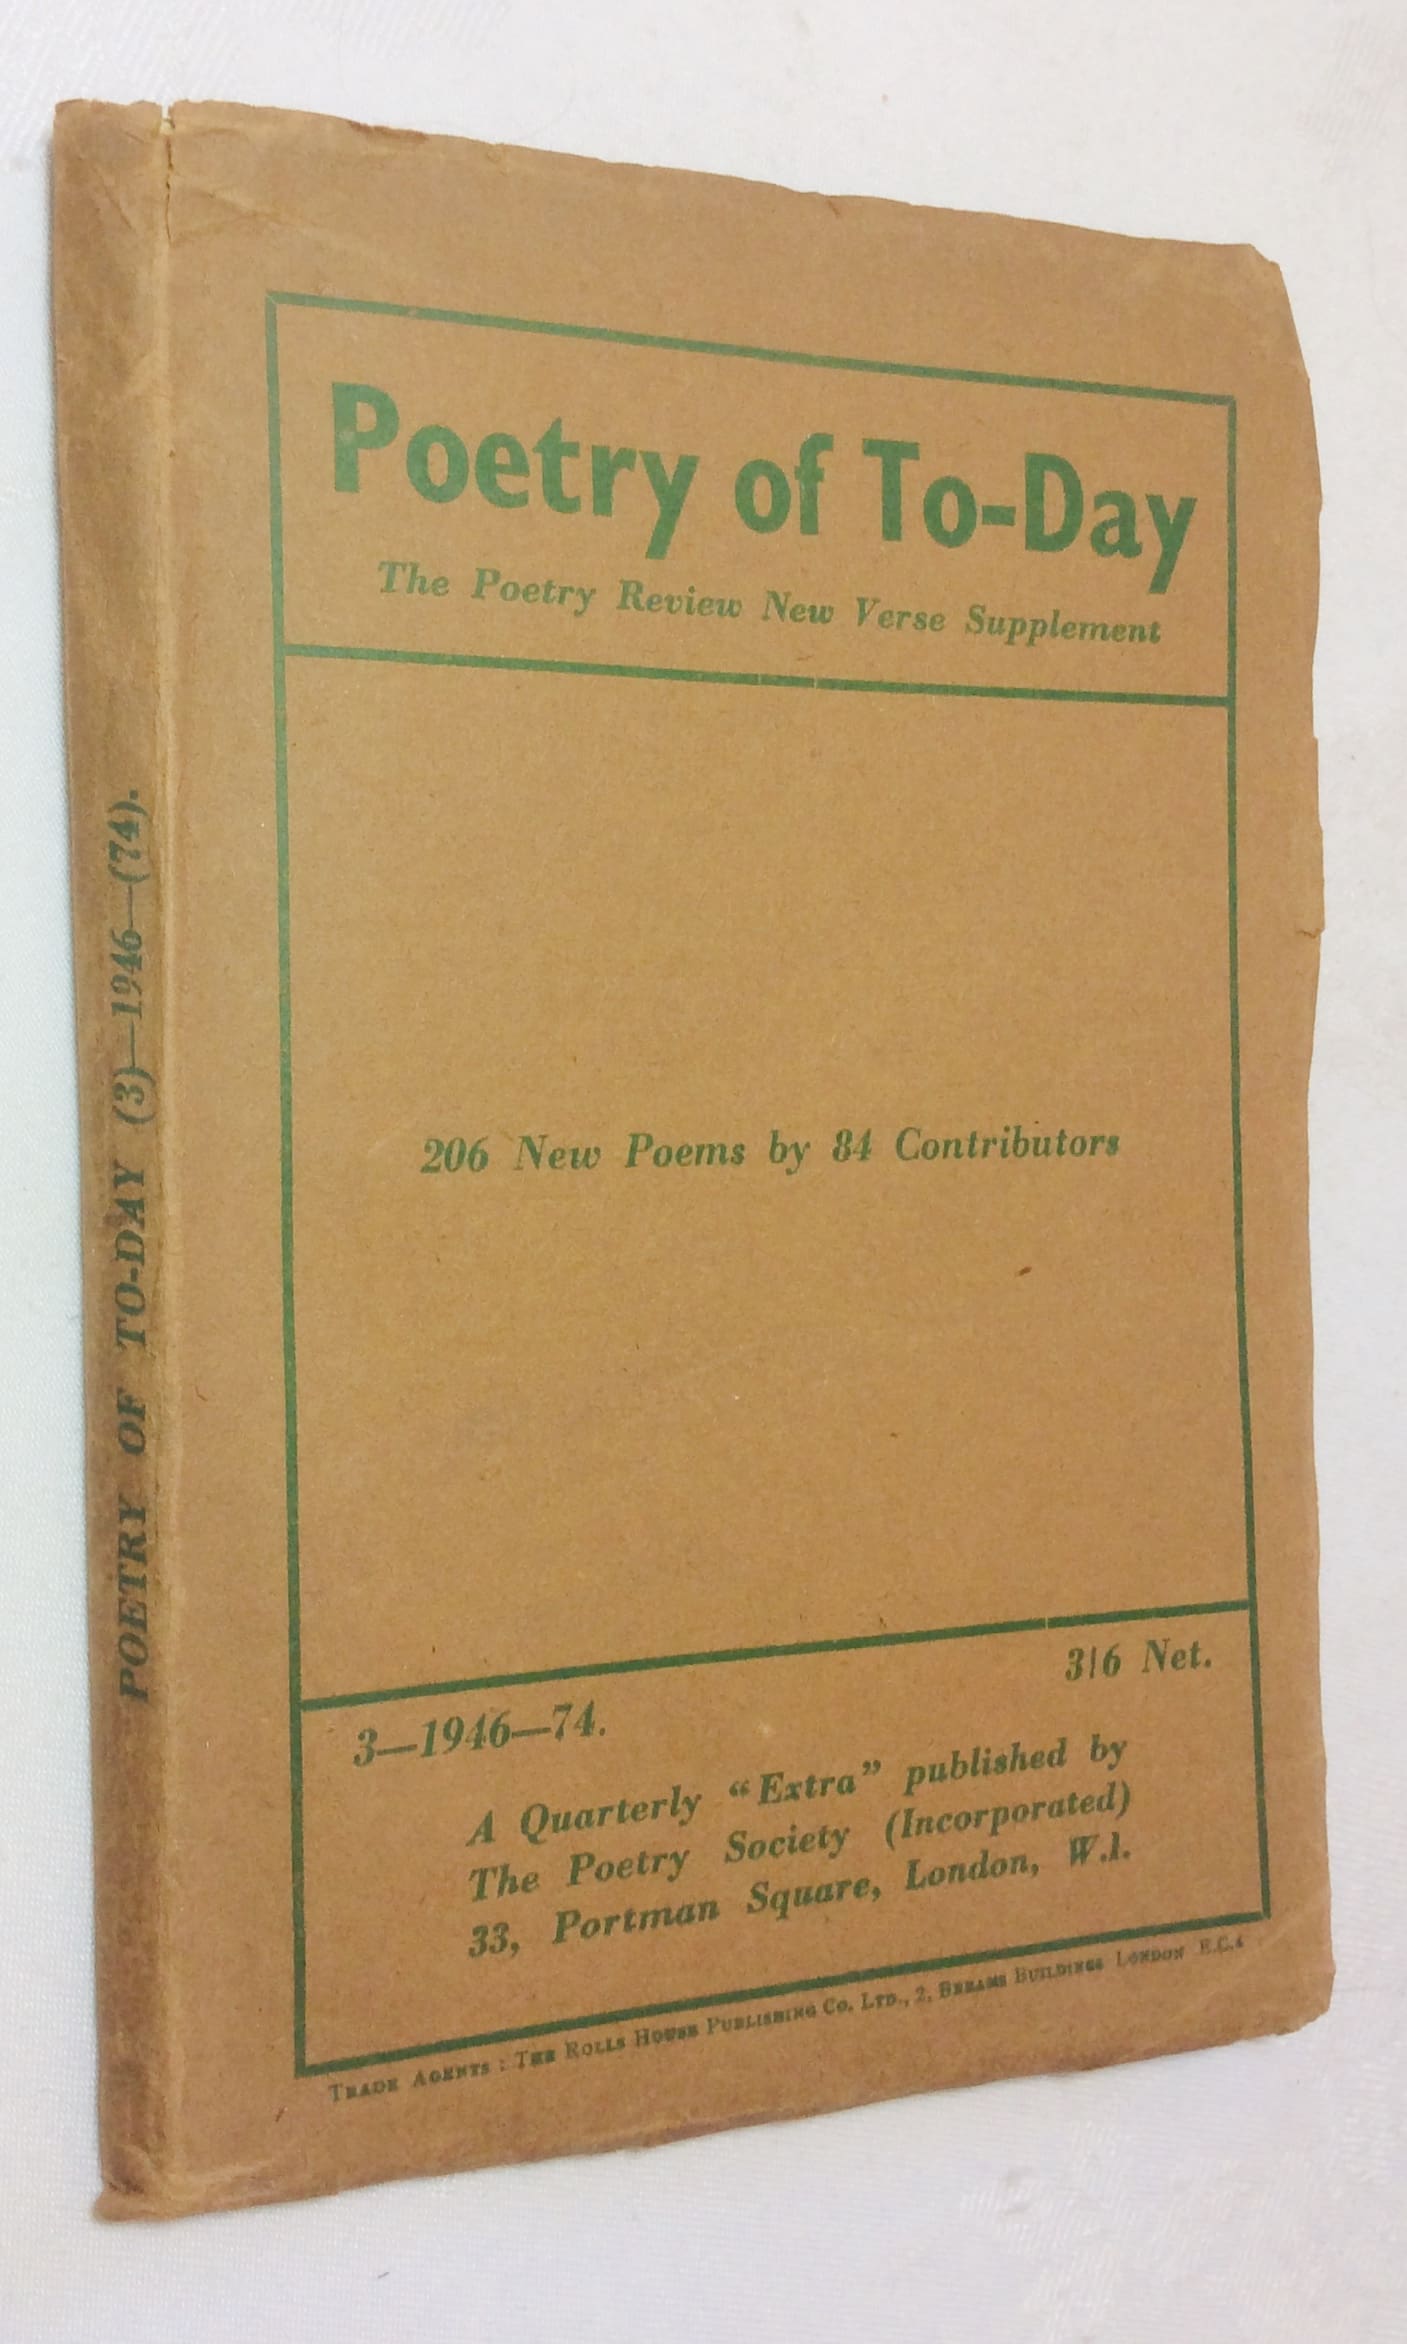 POETRY OF TO-DAY (3)—1946—(74).
Poetry of To-Day
The Poetry Review New Verse Supplement
206 New Poems by 84 Contributors
3|6 Net.
3—1946—74.
A Quarterly “Extra” published by
The Poetry Society (Incorporated)
33, Portman Square, London, W.1.
TRADE AGENTS : THE ROLLS HOUSE PUBLISHING CO. LTD., 2, BREAMS BUILDINGS LONDON E.C.4